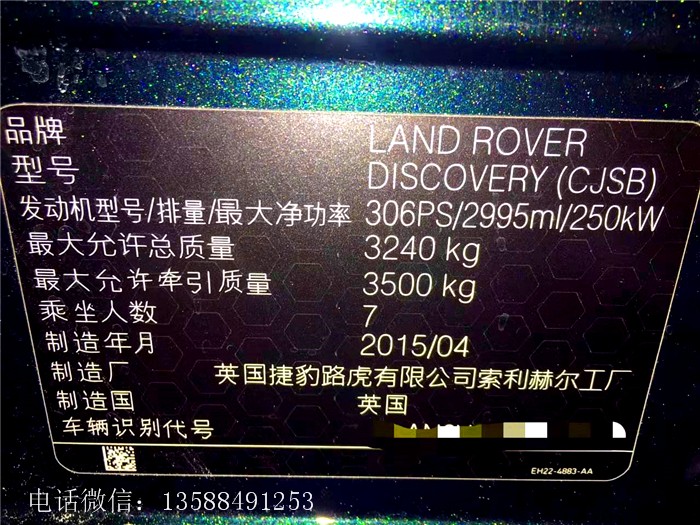 品牌 LAND ROVER
型号 DISCOVERY (CJSB)
发动机型号/排量/最大净功率 306PS/2995ml/250kW
最大允许总质量 3240 kg
最大允许牵引质量 3500 kg
乘坐人数 7
制造年月 2015/04
制造厂 英国捷豹路虎有限公司索利赫尔工厂
制造国 英国
车辆识别代号
EH22-4883-AA
电话微信：13588491253